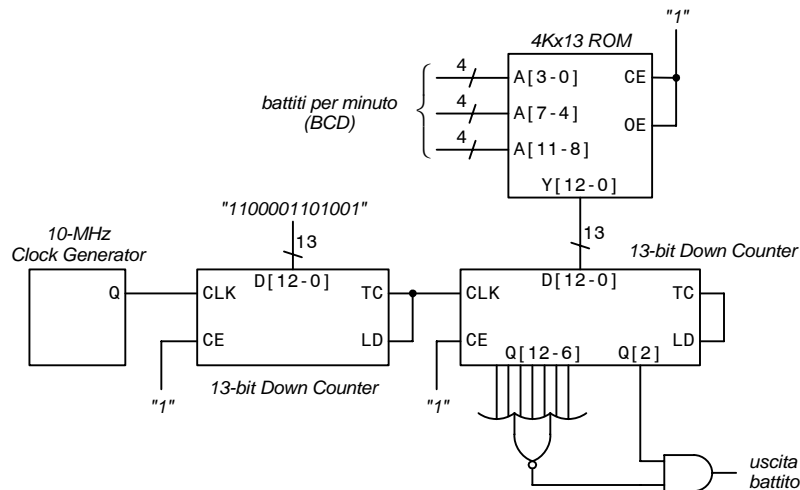 "1"
4Kx13 ROM
4
A[3-0]
CE
battiti per minuto
(BCD)
4
A[7-4]
OE
4
A[11-8]
Y[12-0]
"1100001101001"
10-MHz
Clock Generator
13
13
13-bit Down Counter
Q
CLK
D[12-0]
TC
CLK
D[12-0]
TC
CE
LD
CE
Q[12-6]
Q[2]
LD
"1"
13-bit Down Counter
"1"
uscita
battito